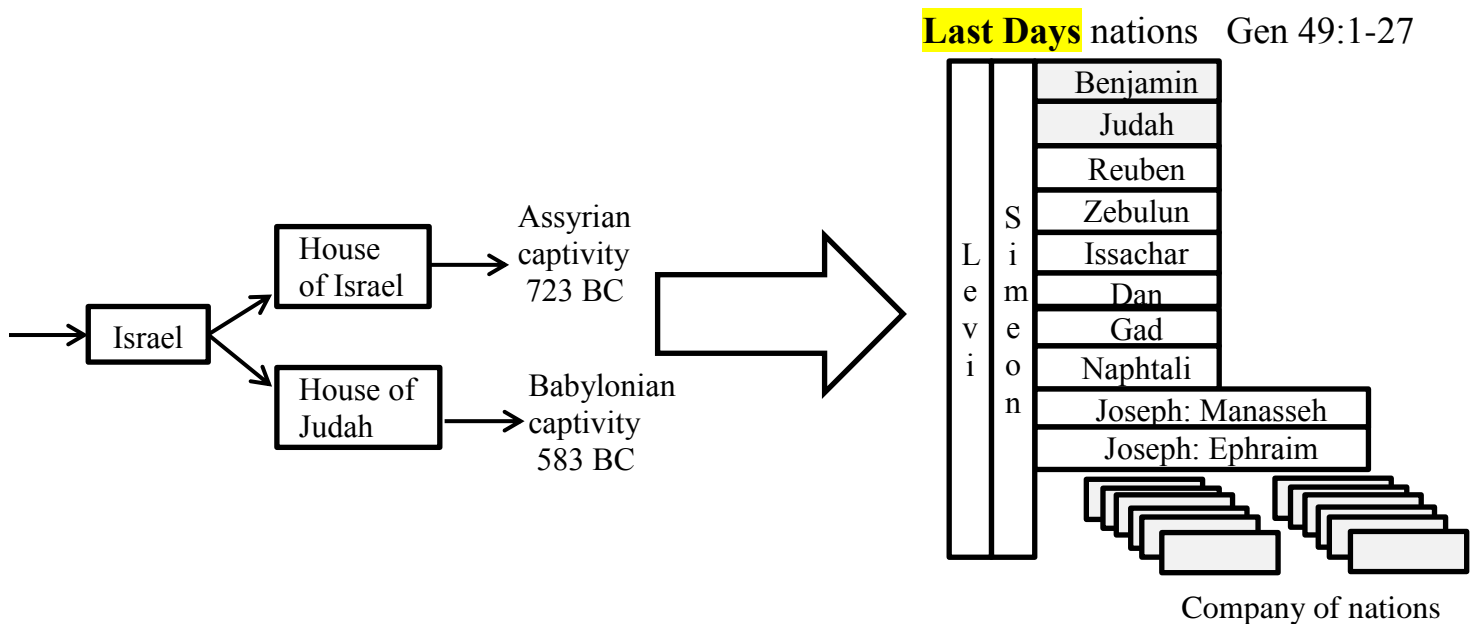 Last Days nations Gen 49:1-27
Israel
House
of Israel
House of
Judah
Assyrian
captivity
723 BC
Babylonian
captivity
583 BC
Levi
Simeon
Benjamin
Judah
Reuben
Zebulun
Issachar
Dan
Gad
Naphtali
Joseph: Manasseh
Joseph: Ephraim
Company of nations